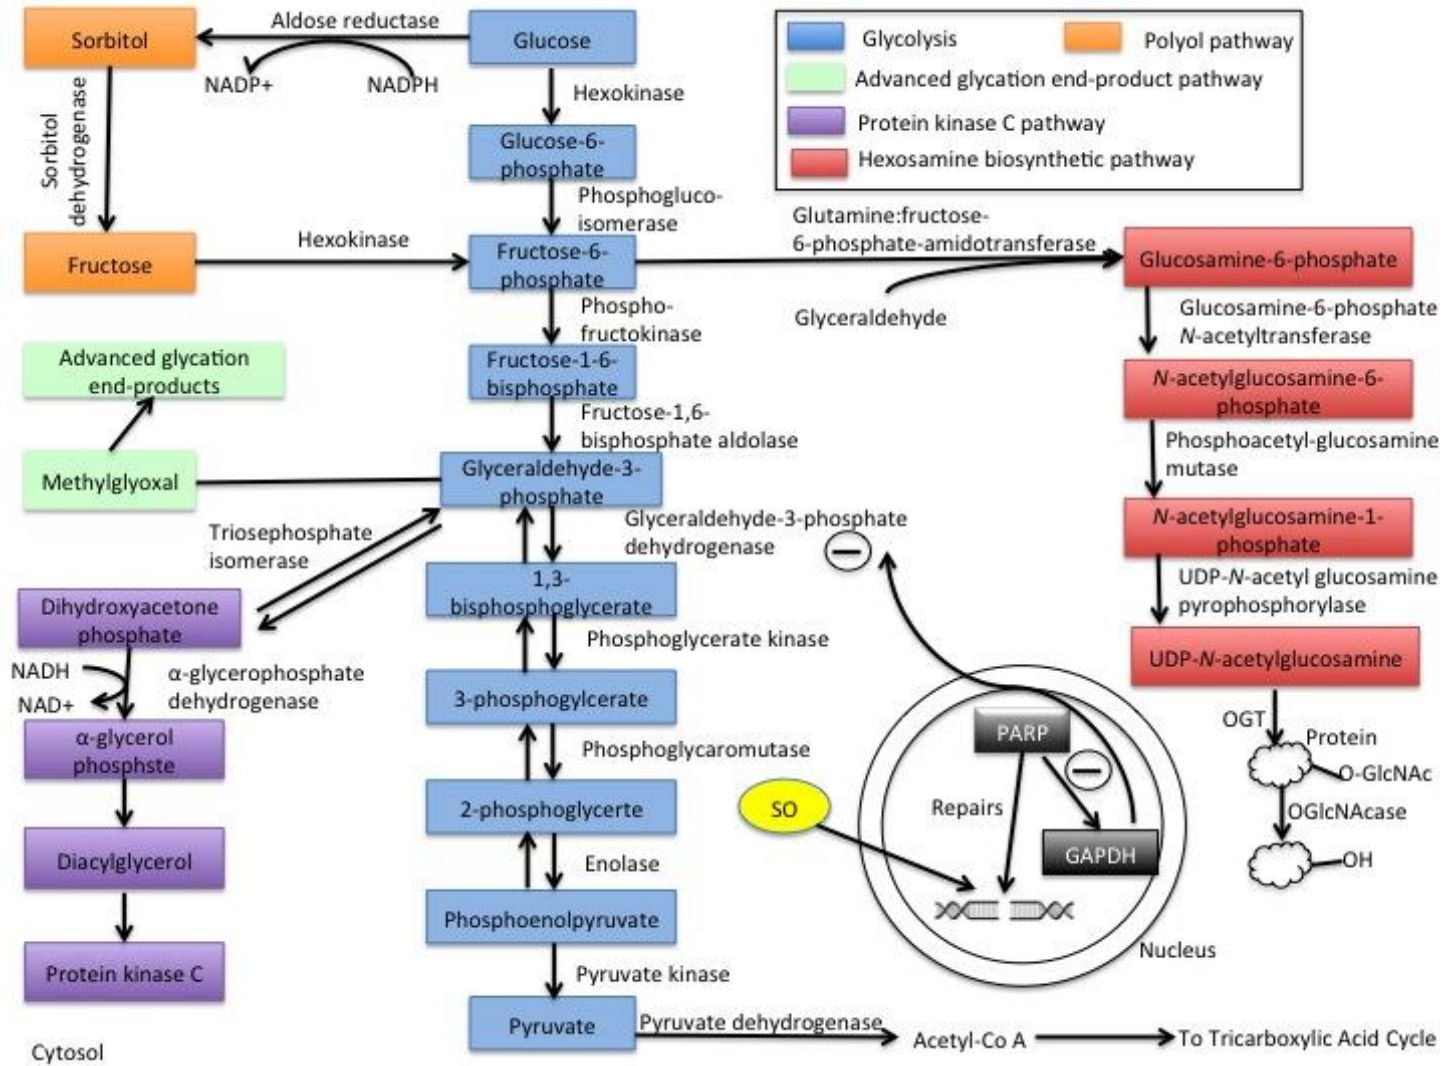 Sorbitol
Aldose reductase
Glucose
NADP+
NADPH
Glycolysis
Polyol pathway
Advanced glycation end-product pathway
Protein kinase C pathway
Hexosamine biosynthetic pathway
Sorbitol
dehydrogenase
Hexokinase
Glucose-6-
phosphate
Phosphogluco-
isomerase
Fructose
Hexokinase
Fructose-6-
phosphate
Glutamine:fructose-
6-phosphate-amidotransferase
Glyceraldehyde
Glucosamine-6-phosphate
Glucosamine-6-phosphate
N-acetyltransferase
Phospho-
fructokinase
Advanced glycation
end-products
Fructose-1-6-
bisphosphate
N-acetylglucosamine-6-
phosphate
Fructose-1,6-
bisphosphate aldolase
Phosphoacetyl-glucosamine
mutase
Methylglyoxal
Glyceraldehyde-3-
phosphate
Triosephosphate
isomerase
Glyceraldehyde-3-phosphate
dehydrogenase
N-acetylglucosamine-1-
phosphate
UDP-N-acetyl glucosamine
pyrophosphorylase
Dihydroxyacetone
phosphate
1,3-
bisphosphoglycerate
Phosphoglycerate kinase
UDP-N-acetylglucosamine
NADH
NAD+
α-glycerophosphate
dehydrogenase
3-phosphogylcerate
α-glycerol
phosphste
Phosphoglycaromutase
PARP
OGT
Protein
O-GlcNAc
2-phosphoglycerte
SO
Repairs
OGlcNAcase
Diacylglycerol
Enolase
GAPDH
OH
Phosphoenolpyruvate
Nucleus
Protein kinase C
Pyruvate kinase
Pyruvate
Pyruvate dehydrogenase
Acetyl-Co A
To Tricarboxylic Acid Cycle
Cytosol